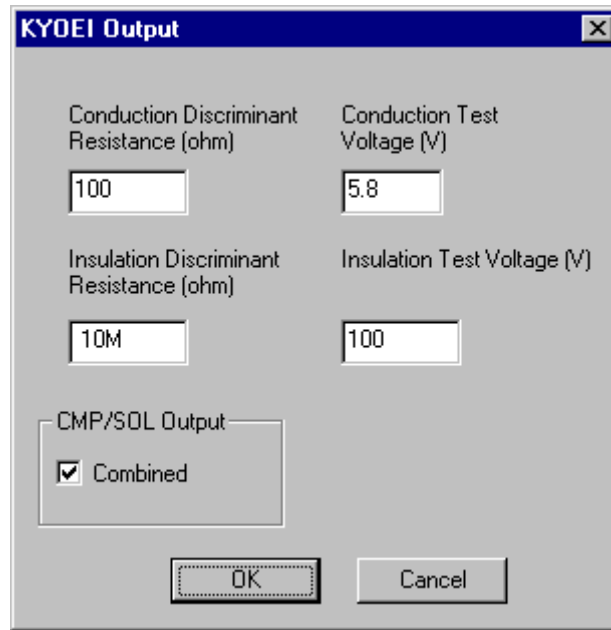 KYOEI Output
Conduction Discriminant
Resistance (ohm)
Conduction Test
Voltage (V)
100
5.8
Insulation Discriminant
Resistance (ohm)
Insulation Test Voltage (V)
10M
100
CMP/SOL Output
Combined
OK
Cancel